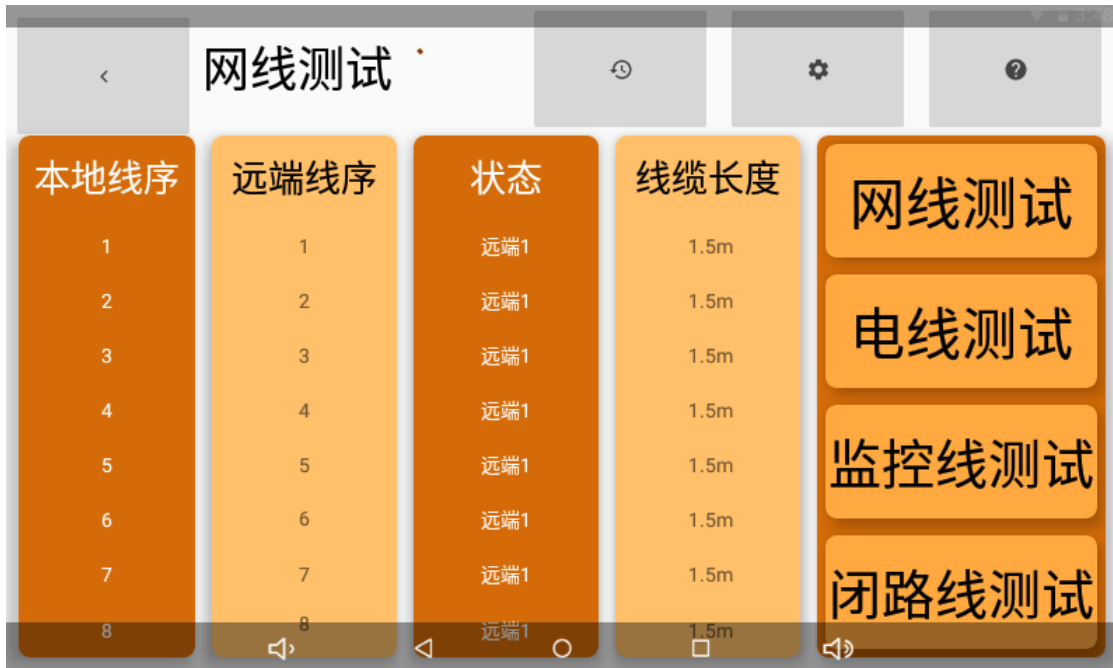 3:48
网线测试
本地线序 远端线序 状态 线缆长度
1 1 远端1 1.5m
2 2 远端1 1.5m
3 3 远端1 1.5m
4 4 远端1 1.5m
5 5 远端1 1.5m
6 6 远端1 1.5m
7 7 远端1 1.5m
8 8 远端1 1.5m
网线测试
电线测试
监控线测试
闭路线测试